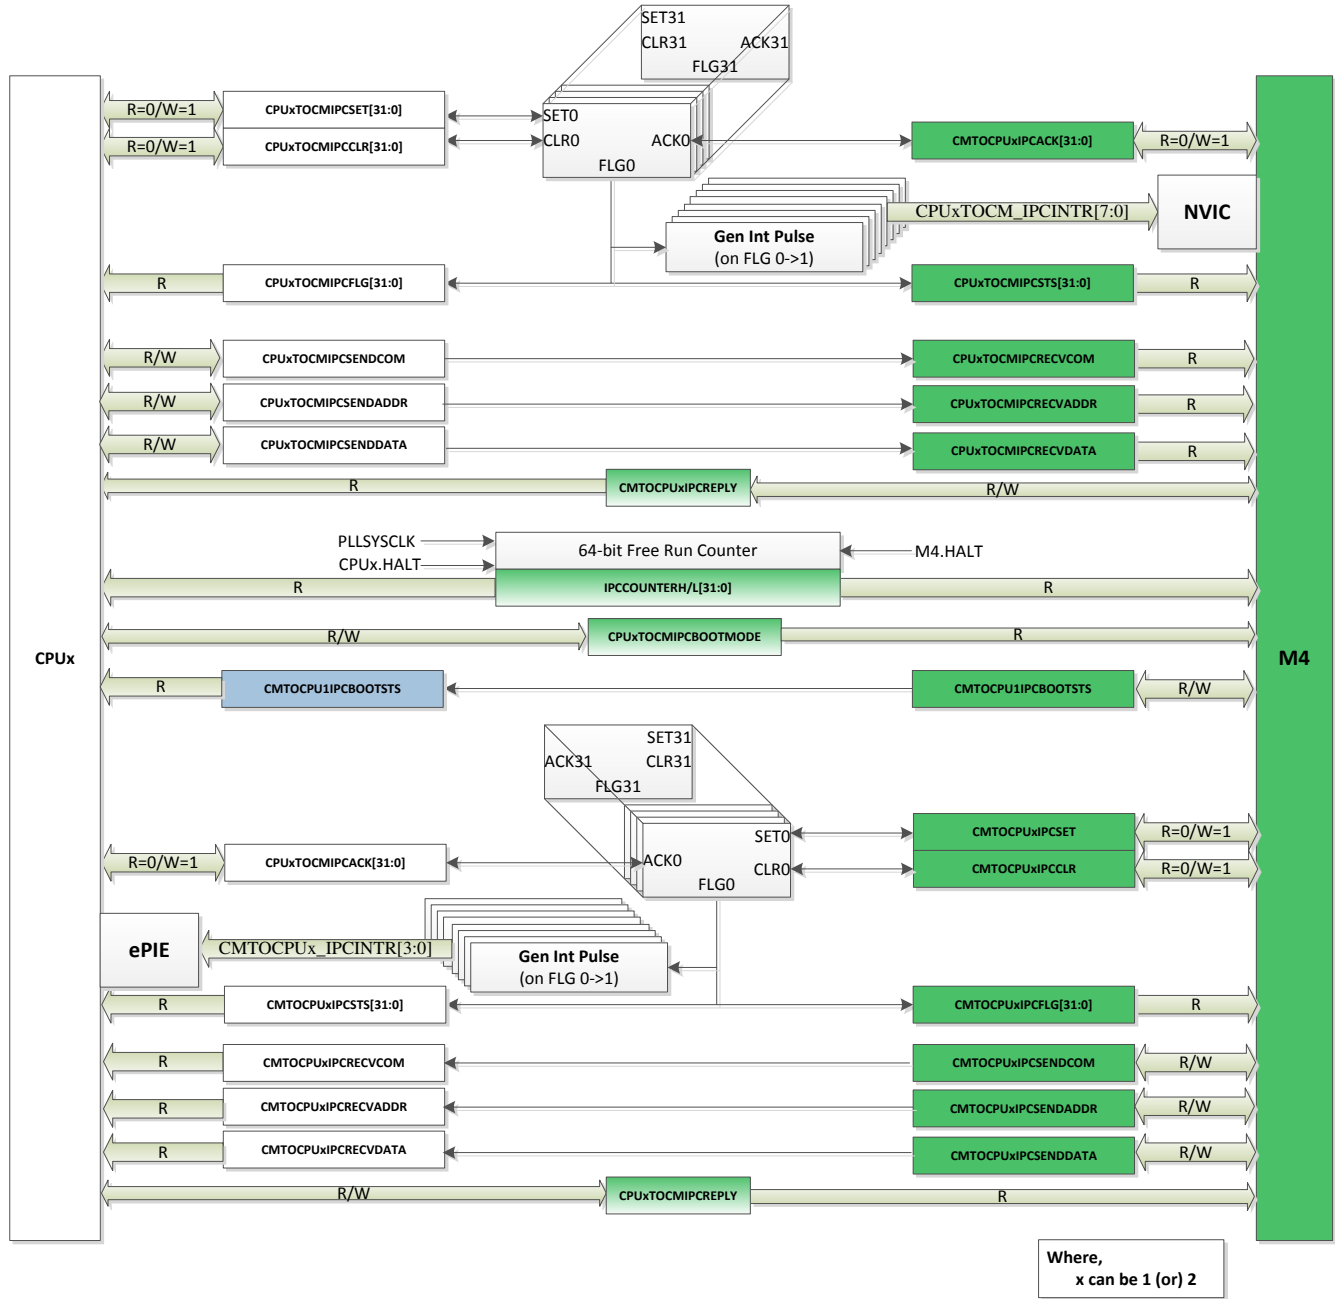 SET31
CLR31
ACK31
FLG31
R=0/W=1
CPUxTOCMIPCSET[31:0]
SET0
R=0/W=1
CPUxTOCMIPCCLR[31:0]
CLR0
ACK0
FLG0
CMTOCPUxIPCACK[31:0]
R=0/W=1
CPUxTOCM_IPCINTR[7:0]
NVIC
Gen Int Pulse
(on FLG 0->1)
R
CPUxTOCMIPCFLG[31:0]
CPUxTOCMIPCSTS[31:0]
R
R/W
CPUxTOCMIPCSENDCOM
CPUxTOCMIPCRECVCOM
R
R/W
CPUxTOCMIPCSENDADDR
CPUxTOCMIPCRECVADDR
R
R/W
CPUxTOCMIPCSENDDATA
CPUxTOCMIPCRECVDATA
R
R
CMTOCPUxIPCREPLY
R/W
PLLSYSCLK
64-bit Free Run Counter
M4.HALT
CPUx.HALT
R
IPCCOUNTERH/L[31:0]
R
R/W
CPUxTOCMIPCBOOTMODE
R
CPUx
M4
R
CMTOCPU1IPCBOOTSTS
CMTOCPU1IPCBOOTSTS
R/W
SET31
ACK31
CLR31
FLG31
SET0
CMTOCPUxIPCSET
R=0/W=1
R=0/W=1
CPUxTOCMIPCACK[31:0]
ACK0
CLR0
FLG0
CMTOCPUxIPCCLR
R=0/W=1
ePIE
CMTOCPUx_IPCINTR[3:0]
Gen Int Pulse
(on FLG 0->1)
R
CMTOCPUxIPCSTS[31:0]
CMTOCPUxIPCFLG[31:0]
R
R
CMTOCPUxIPCRECVCOM
CMTOCPUxIPCSENDCOM
R/W
R
CMTOCPUxIPCRECVADDR
CMTOCPUxIPCSENDADDR
R/W
R
CMTOCPUxIPCRECVDATA
CMTOCPUxIPCSENDDATA
R/W
R/W
CPUxTOCMIPCREPLY
R
Where,
x can be 1 (or) 2